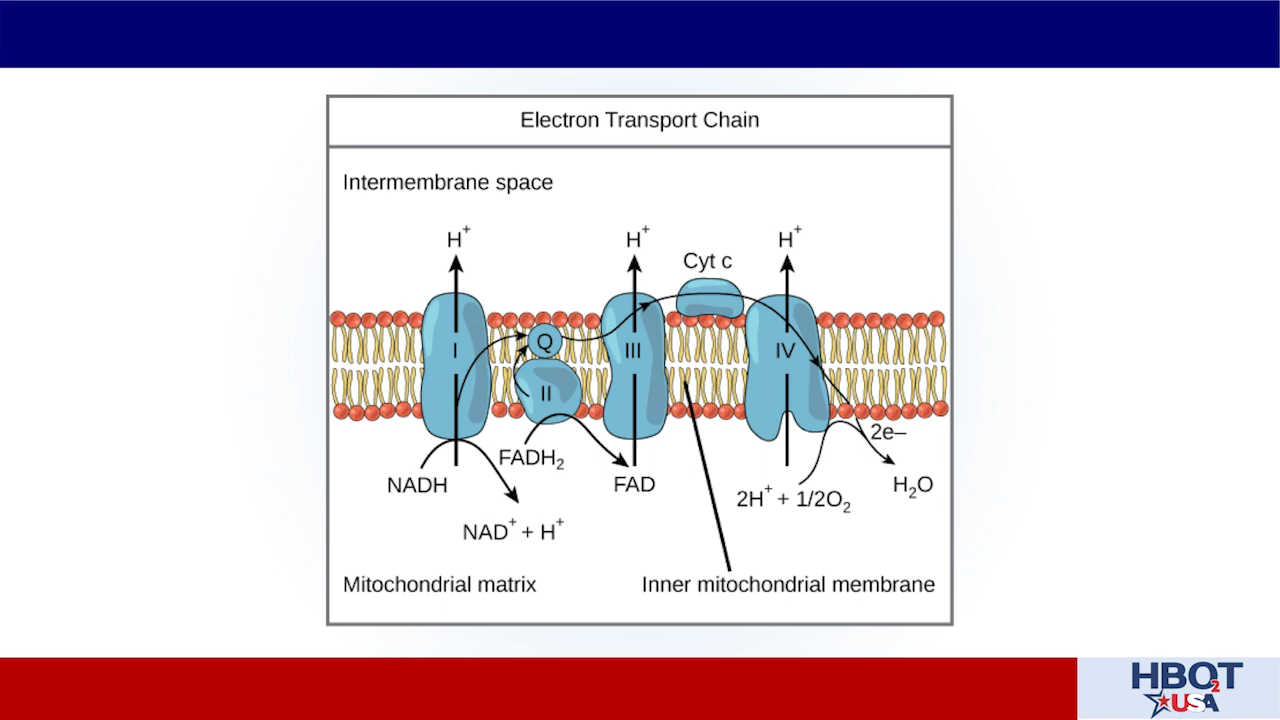 Electron Transport Chain
Intermembrane space
H⁺ H⁺ H⁺
Cyt c
I Q III IV
II
2e–
FADH₂
NADH FAD H₂O
2H⁺ + 1/2O₂
NAD⁺ + H⁺
Mitochondrial matrix Inner mitochondrial membrane
HBOT
2
USA